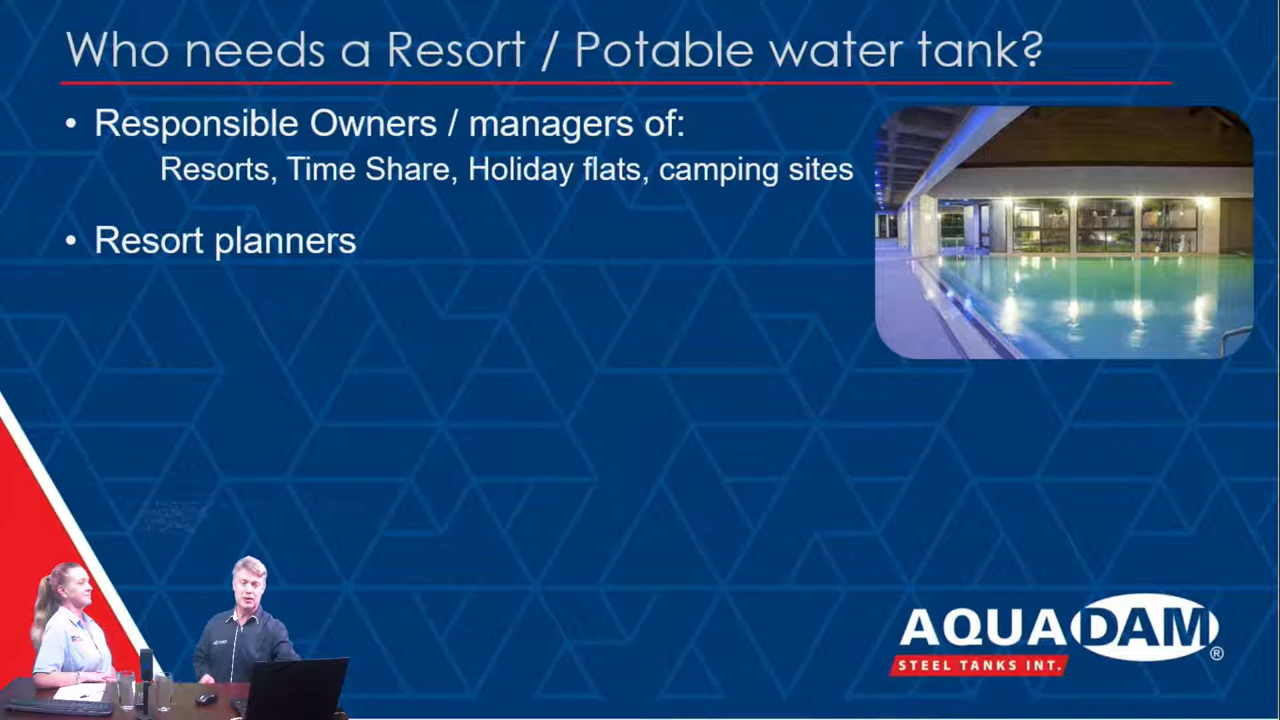 Who needs a Resort / Potable water tank?
• Responsible Owners / managers of:
Resorts, Time Share, Holiday flats, camping sites
• Resort planners
AQUADAM®
STEEL TANKS INT.